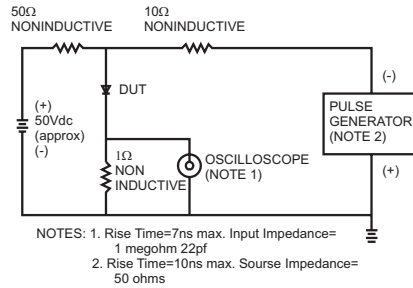 50Ω
NONINDUCTIVE
10Ω
NONINDUCTIVE
DUT
(+)
50Vdc
(approx)
(-)
1Ω
NON
INDUCTIVE
OSCILLOSCOPE
(NOTE 1)
(-)
PULSE
GENERATOR
(NOTE 2)
(+)
NOTES: 1. Rise Time=7ns max. Input Impedance=
1 megohm 22pf
2. Rise Time=10ns max. Sourse Impedance=
50 ohms